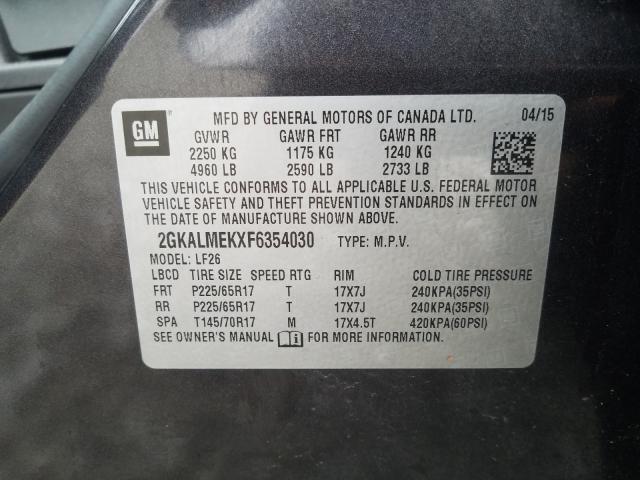 GM
MFD BY GENERAL MOTORS OF CANADA LTD. 04/15
GVWR GAWR FRT GAWR RR
2250 KG 1175 KG 1240 KG
4960 LB 2590 LB 2733 LB
THIS VEHICLE CONFORMS TO ALL APPLICABLE U.S. FEDERAL MOTOR
VEHICLE SAFETY AND THEFT PREVENTION STANDARDS IN EFFECT ON
THE DATE OF MANUFACTURE SHOWN ABOVE.
2GKALMEKXF6354030 TYPE: M.P.V.
MODEL: LF26
LBCD TIRE SIZE SPEED RTG RIM COLD TIRE PRESSURE
FRT P225/65R17 T 17X7J 240KPA(35PSI)
RR P225/65R17 T 17X7J 240KPA(35PSI)
SPA T145/70R17 M 17X4.5T 420KPA(60PSI)
SEE OWNER'S MANUAL i FOR MORE INFORMATION.